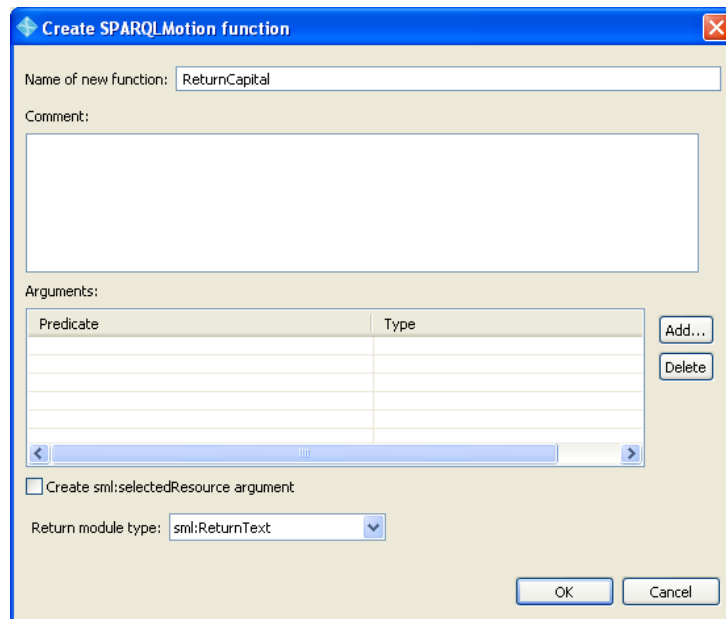 Create SPARQLMotion function
Name of new function: ReturnCapital
Comment:
Arguments:
Predicate Type
Add...
Delete
Create sml:selectedResource argument
Return module type: sml:ReturnText
OK Cancel